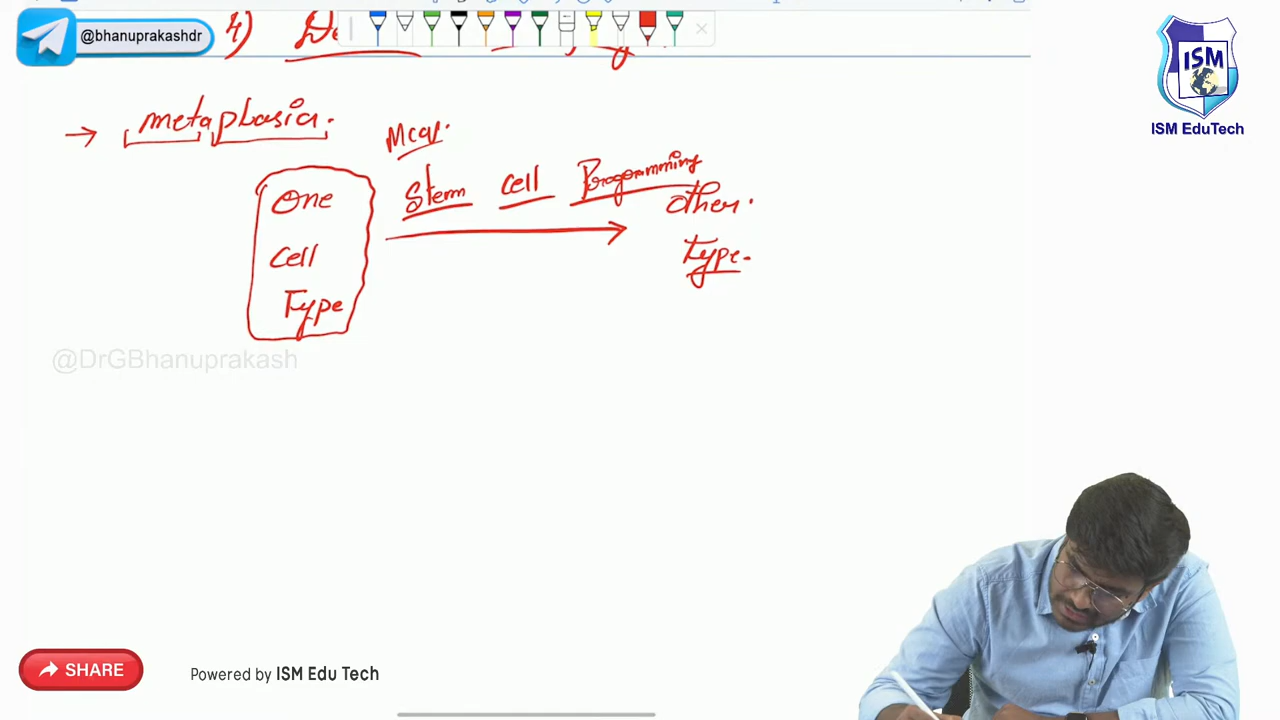 @bhanuprakashdr
4)
ISM
ISM EduTech
→ metaplasia.
Mcq.
One
Cell
Type
Stem Cell Programming
other.
Type.
@DrGBhanuprakash
SHARE
Powered by ISM Edu Tech